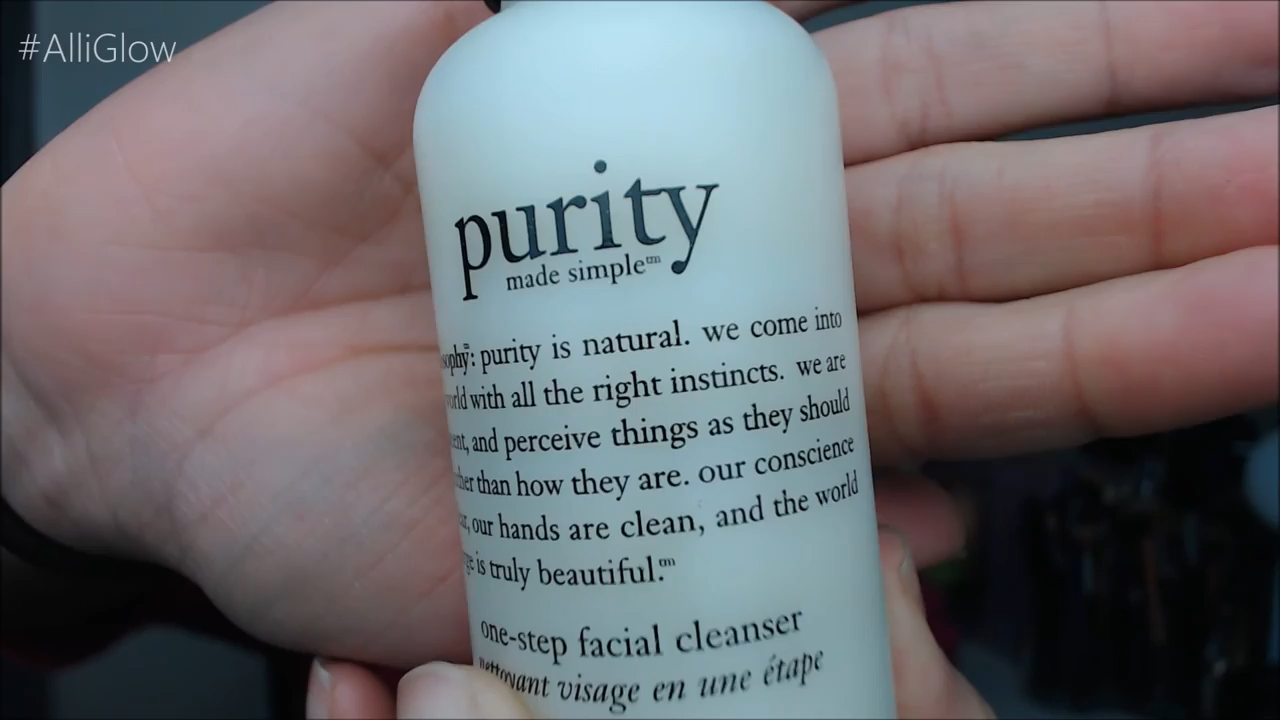 #AlliGlow
purity
made simple™
purity is natural. we come into
with all the right instincts. we are
and perceive things as they should
than how they are. our conscience
our hands are clean, and the world
is truly beautiful.™
one-step facial cleanser
nettoyant visage en une étape